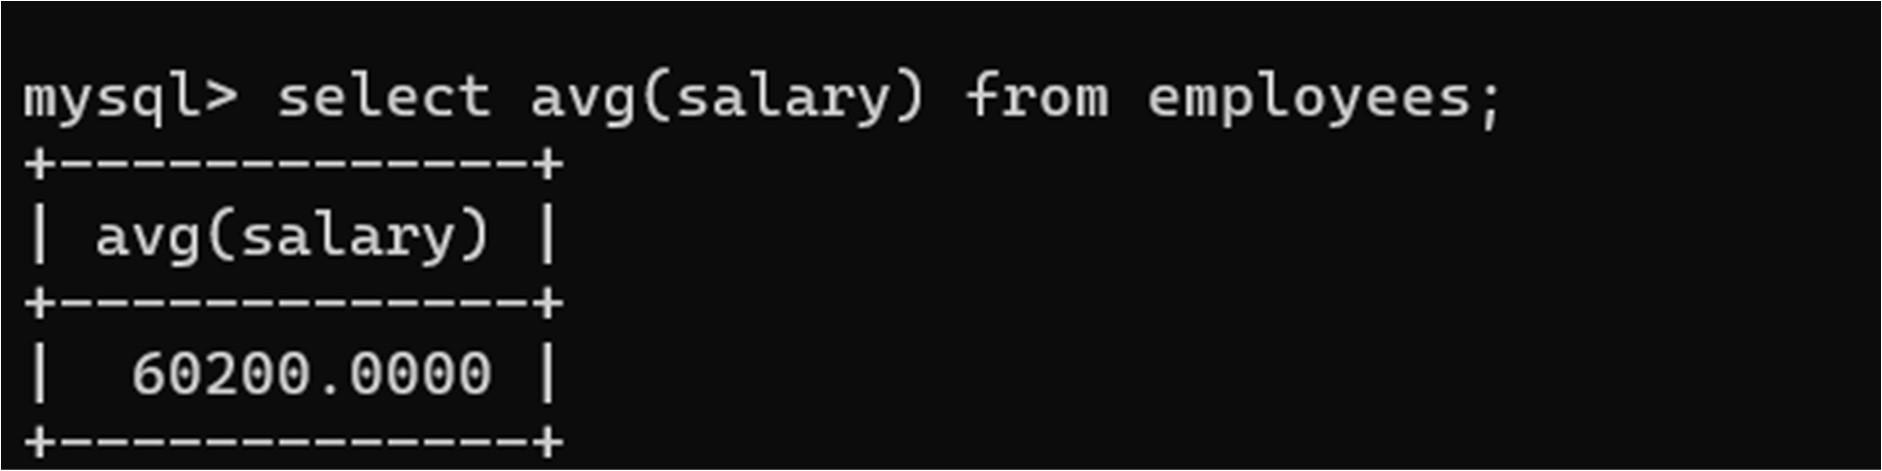 mysql> select avg(salary) from employees;
+-------------+
| avg(salary) |
+-------------+
|  60200.0000 |
+-------------+